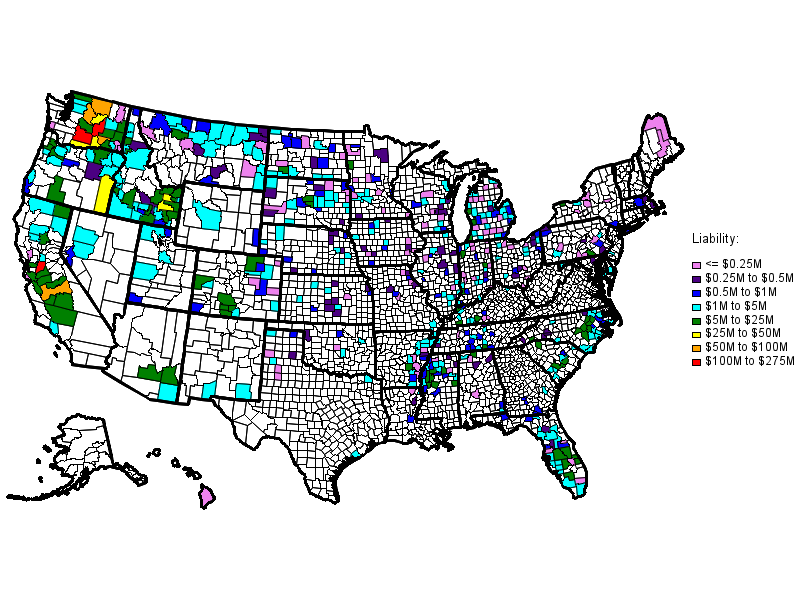 Liability:
<= $0.25M
$0.25M to $0.5M
$0.5M to $1M
$1M to $5M
$5M to $25M
$25M to $50M
$50M to $100M
$100M to $275M